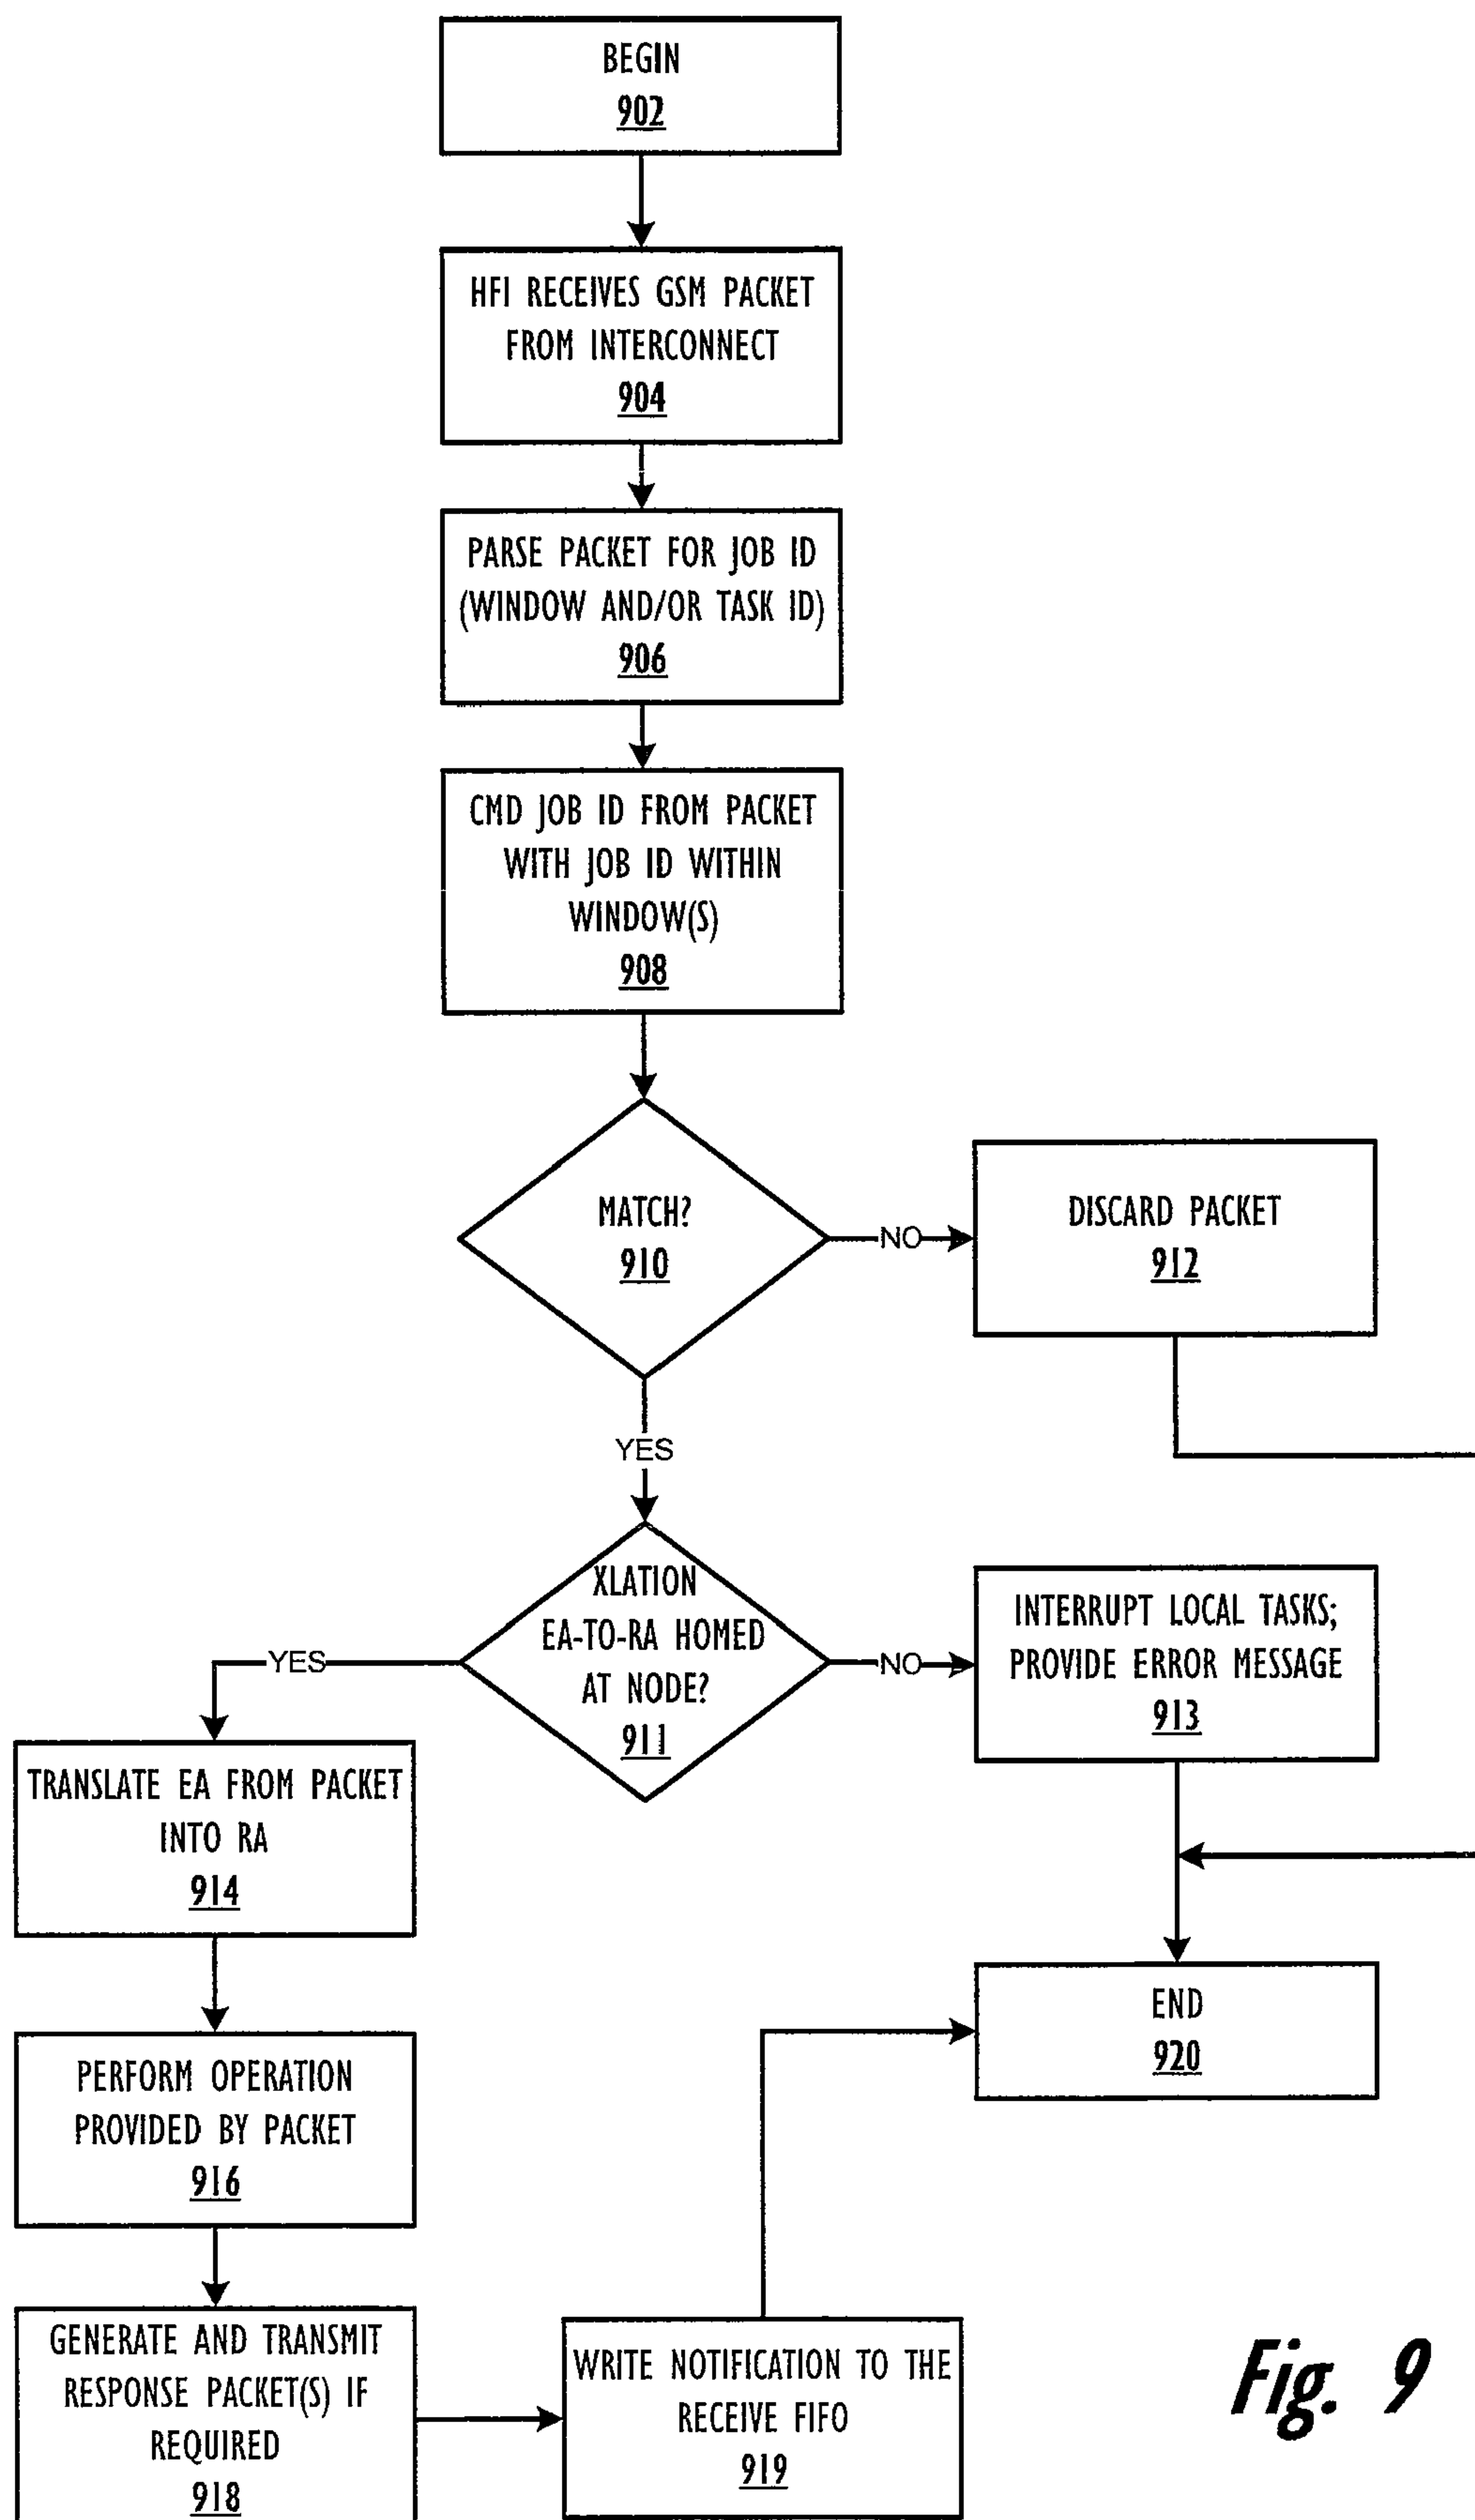 BEGIN
902
HFI RECEIVES GSM PACKET
FROM INTERCONNECT
904
PARSE PACKET FOR JOB ID
(WINDOW AND/OR TASK ID)
906
CMD JOB ID FROM PACKET
WITH JOB ID WITHIN
WINDOW(S)
908
MATCH?
910
NO
DISCARD PACKET
912
YES
XLATION
EA-TO-RA HOMED
AT NODE?
911
NO
INTERRUPT LOCAL TASKS;
PROVIDE ERROR MESSAGE
913
YES
TRANSLATE EA FROM PACKET
INTO RA
914
END
920
PERFORM OPERATION
PROVIDED BY PACKET
916
GENERATE AND TRANSMIT
RESPONSE PACKET(S) IF
REQUIRED
918
WRITE NOTIFICATION TO THE
RECEIVE FIFO
919
Fig. 9